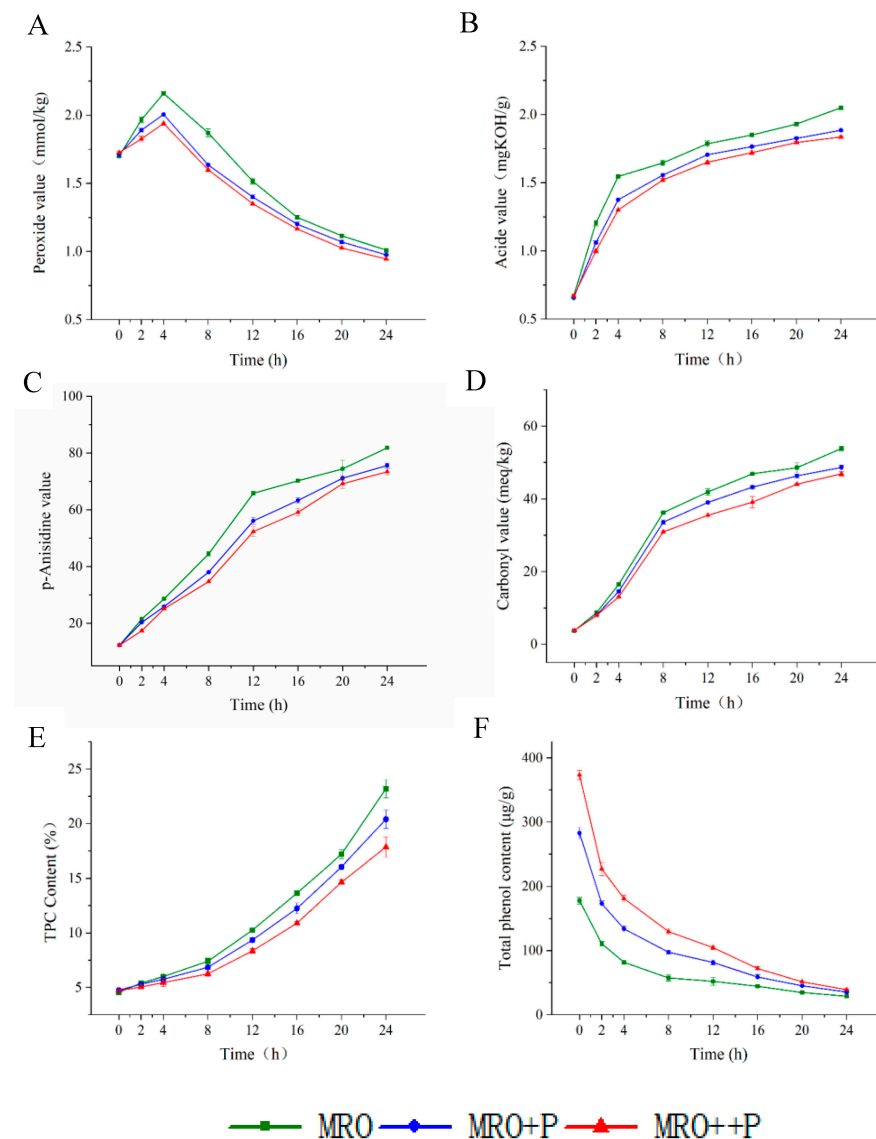 A
2.5
2.0
1.5
1.0
0.5
Peroxide value（mmol/kg）
0 2 4 8 12 16 20 24
Time (h)
B
2.5
2.0
1.5
1.0
0.5
Acide value（mgKOH/g）
0 2 4 8 12 16 20 24
Time（h）
C
100
80
60
40
20
p-Anisidine value
0 2 4 8 12 16 20 24
Time (h)
D
60
40
20
0
Carbonyl value (meq/kg)
0 2 4 8 12 16 20 24
Time（h）
E
25
20
15
10
5
TPC Content (%)
0 2 4 8 12 16 20 24
Time（h）
F
400
300
200
100
0
Total phenol content (μg/g)
0 2 4 8 12 16 20 24
Time (h)
MRO MRO+P MRO++P